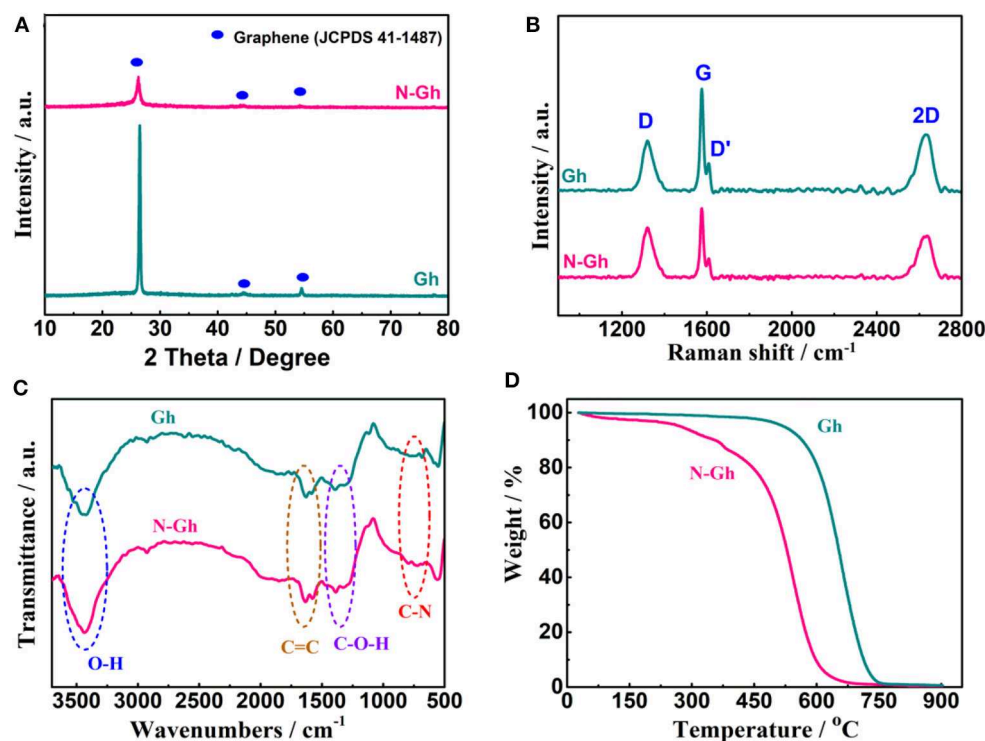 A
Graphene (JCPDS 41-1487)
N-Gh
Gh
Intensity / a.u.
10 20 30 40 50 60 70 80
2 Theta / Degree
B
D
G
D'
2D
Gh
N-Gh
Intensity / a.u.
1200 1600 2000 2400 2800
Raman shift / cm⁻¹
C
Gh
N-Gh
O-H
C=C
C-O-H
C-N
Transmittance / a.u.
3500 3000 2500 2000 1500 1000 500
Wavenumbers / cm⁻¹
D
100
80
60
40
20
0
Gh
N-Gh
Weight / %
0 150 300 450 600 750 900
Temperature / °C